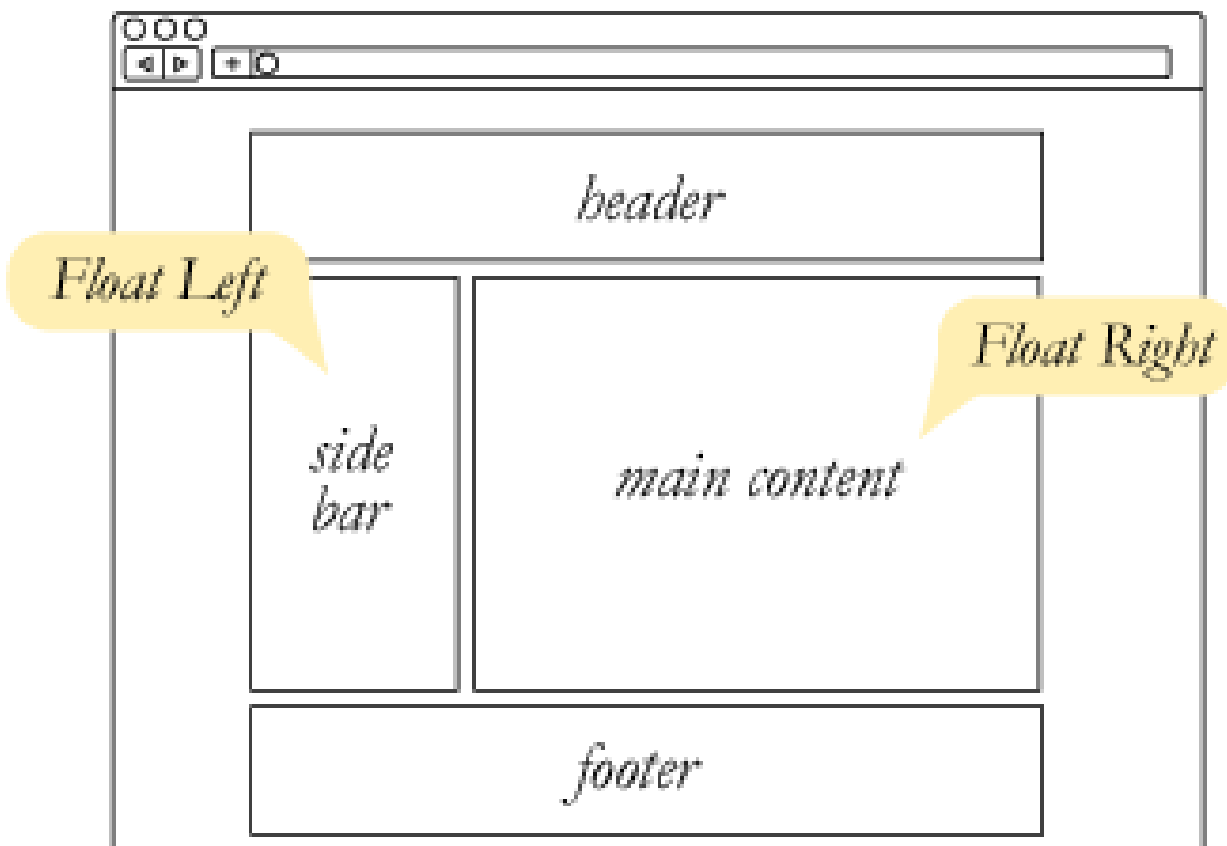 header
Float Left
Float Right
side
bar
main content
footer